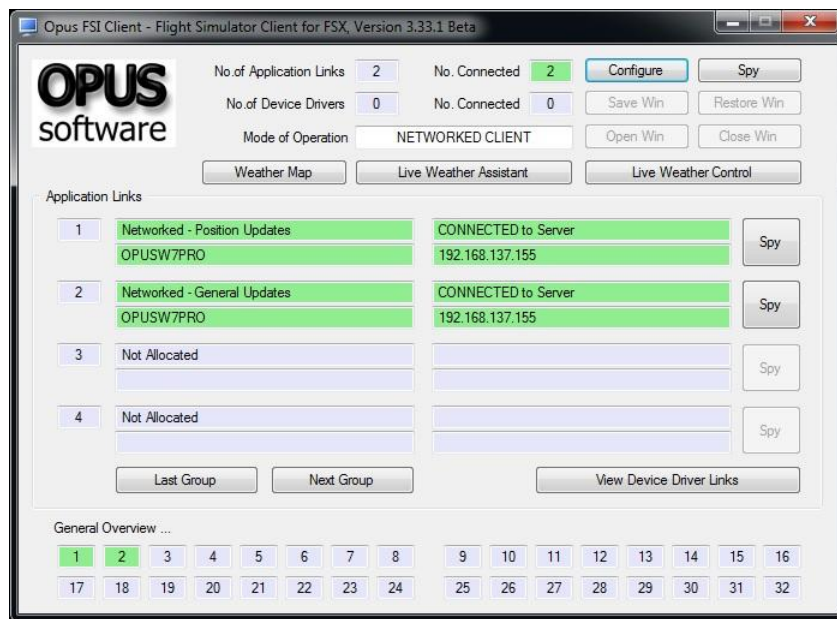 Opus FSI Client - Flight Simulator Client for FSX, Version 3.33.1 Beta
OPUS
software
No.of Application Links 2 No. Connected 2 Configure Spy
No.of Device Drivers 0 No. Connected 0 Save Win Restore Win
Mode of Operation NETWORKED CLIENT Open Win Close Win
Weather Map Live Weather Assistant Live Weather Control
Application Links
1 Networked - Position Updates CONNECTED to Server Spy
OPUSW7PRO 192.168.137.155
2 Networked - General Updates CONNECTED to Server Spy
OPUSW7PRO 192.168.137.155
3 Not Allocated Spy
4 Not Allocated Spy
Last Group Next Group View Device Driver Links
General Overview ...
1 2 3 4 5 6 7 8 9 10 11 12 13 14 15 16
17 18 19 20 21 22 23 24 25 26 27 28 29 30 31 32